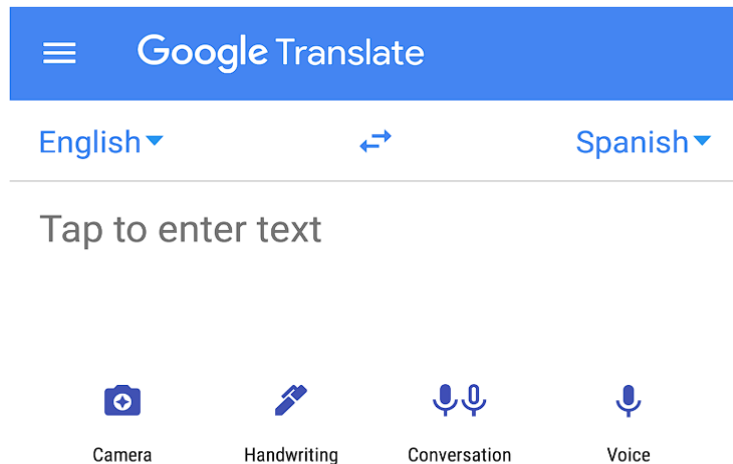 Google Translate
English Spanish
Tap to enter text
Camera Handwriting Conversation Voice